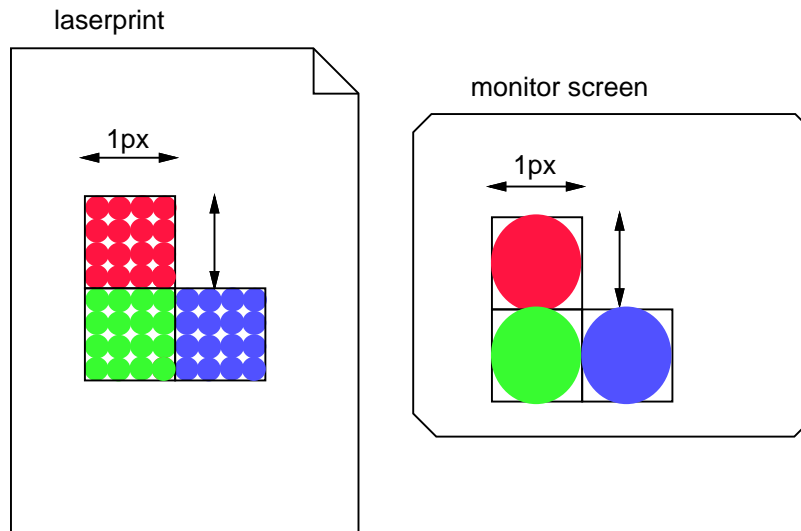 laserprint
monitor screen
1px
1px